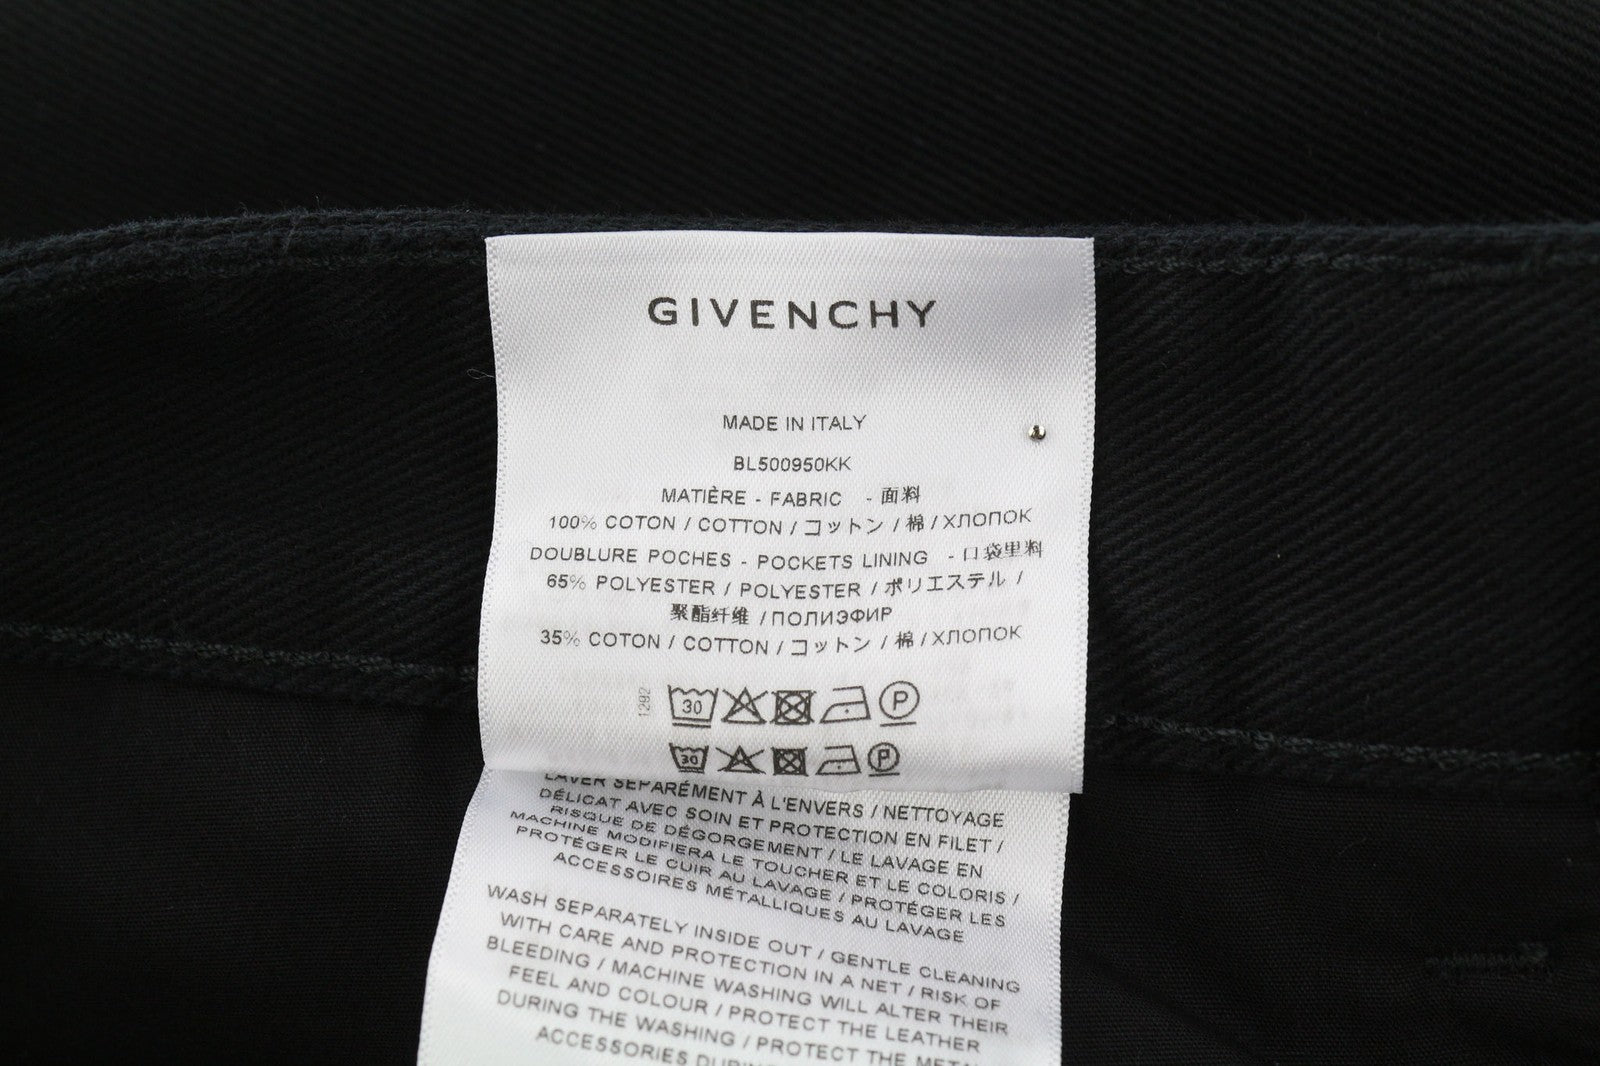 GIVENCHY
MADE IN ITALY
BL500950KK
MATIÈRE - FABRIC - 面料
100% COTON / COTTON / コットン / 棉 / ХЛОПОК
DOUBLURE POCHES - POCKETS LINING - 口袋里料
65% POLYESTER / POLYESTER / ポリエステル /
聚酯纤维 / ПОЛИЭФИР
35% COTON / COTTON / コットン / 棉 / ХЛОПОК
1292
30 P
30 P
LAVER SEPARÉMENT À L'ENVERS / NETTOYAGE
DÉLICAT AVEC SOIN ET PROTECTION EN FILET /
RISQUE DE DÉGORGEMENT / LE LAVAGE EN
MACHINE MODIFIERA LE TOUCHER ET LE COLORIS /
PROTÉGER LE CUIR AU LAVAGE / PROTÉGER LES
ACCESSOIRES MÉTALLIQUES AU LAVAGE
WASH SEPARATELY INSIDE OUT / GENTLE CLEANING
WITH CARE AND PROTECTION IN A NET / RISK OF
BLEEDING / MACHINE WASHING WILL ALTER THEIR
FEEL AND COLOUR / PROTECT THE LEATHER
DURING THE WASHING / PROTECT THE
ACCESSORIES